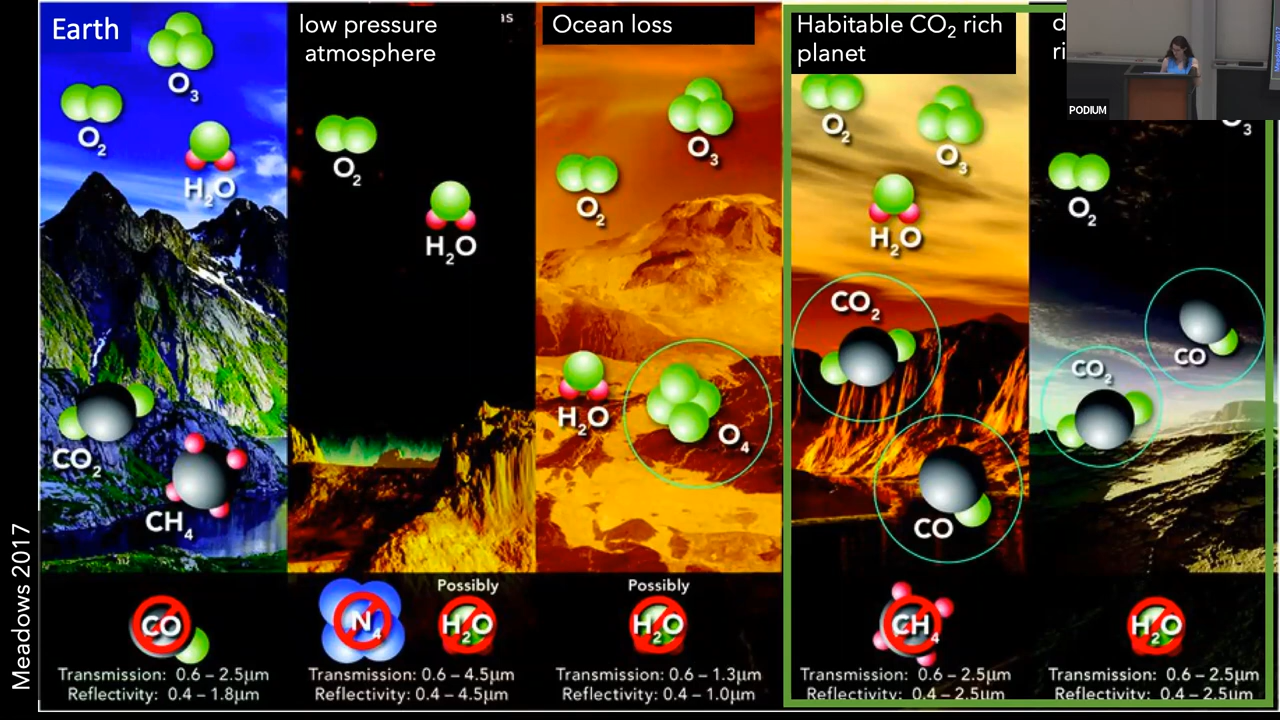 Earth
O₃
O₂
H₂O
CO₂
CH₄
CO
Transmission: 0.6 – 2.5µm
Reflectivity: 0.4 – 1.8µm
low pressure
atmosphere
O₂
H₂O
Possibly
N₄
H₂O
Transmission: 0.6 – 4.5µm
Reflectivity: 0.4 – 4.5µm
Ocean loss
O₃
O₂
H₂O
O₄
Possibly
H₂O
Transmission: 0.6 – 1.3µm
Reflectivity: 0.4 – 1.0µm
Habitable CO₂ rich
planet
O₂
O₃
H₂O
CO₂
CO
CH₄
Transmission: 0.6 – 2.5µm
Reflectivity: 0.4 – 2.5µm
PODIUM
O₃
O₂
CO
CO₂
H₂O
Transmission: 0.6 – 2.5µm
Reflectivity: 0.4 – 2.5µm
Meadows 2017